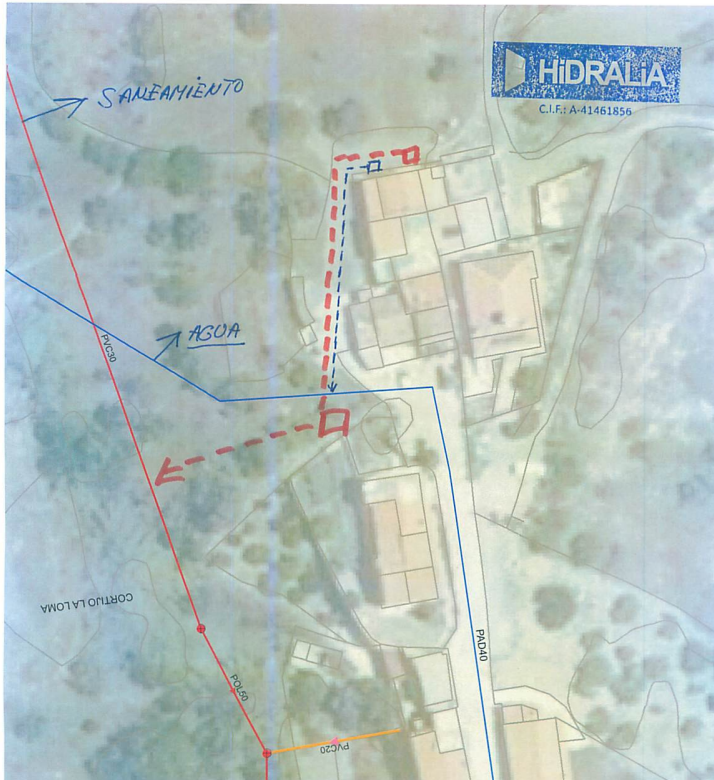 SANEAMIENTO
HiDRALiA
C.I.F.: A-41461856
AGUA
PVC30
CORTIJO LA LOMA
POL50
PAD40
PVC20